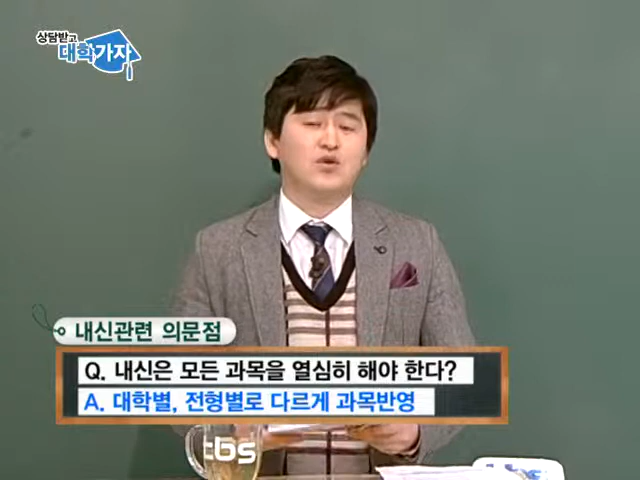 상담받고
대학가자
내신관련 의문점
Q. 내신은 모든 과목을 열심히 해야 한다?
A. 대학별, 전형별로 다르게 과목반영
tbs
tbs